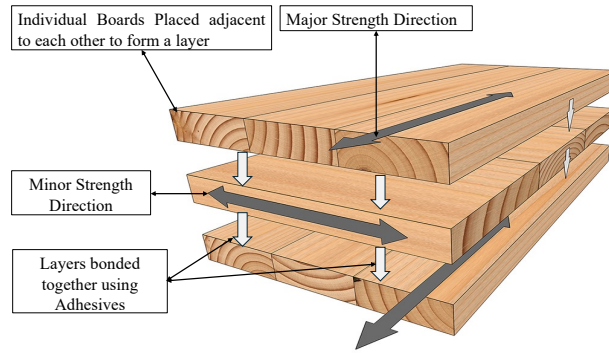 Individual Boards Placed adjacent
to each other to form a layer
Major Strength Direction
Minor Strength
Direction
Layers bonded
together using
Adhesives